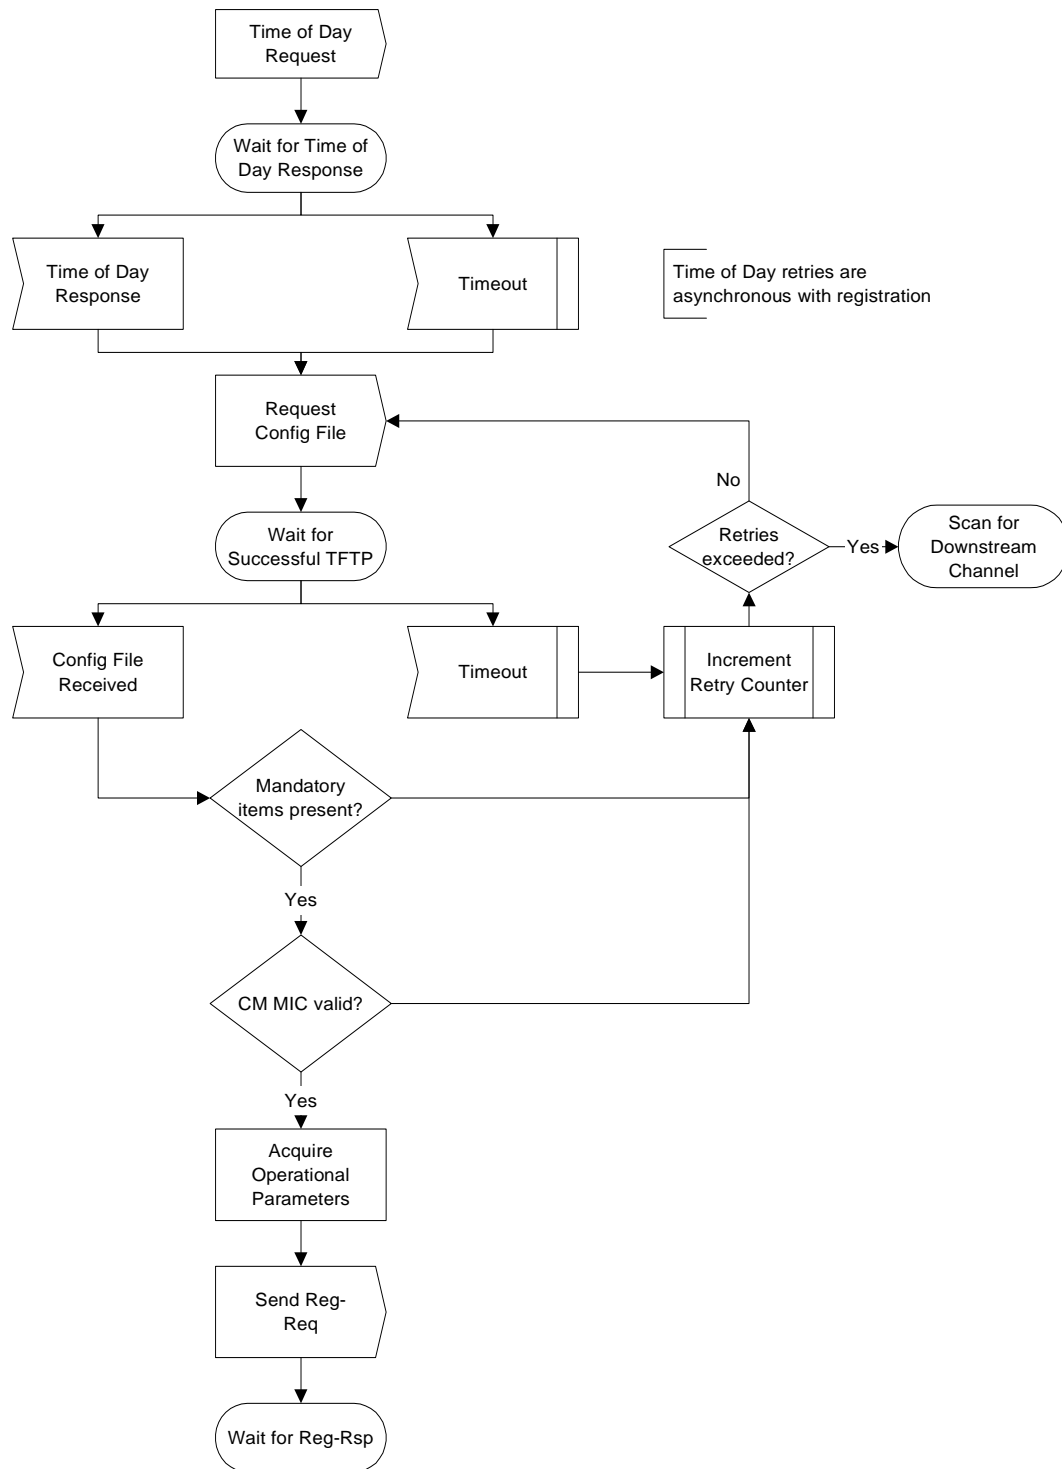 Time of Day
Request
Wait for Time of
Day Response
Time of Day
Response
Timeout
Time of Day retries are
asynchronous with registration
Request
Config File
No
Wait for
Successful TFTP
Retries
exceeded?
Yes
Scan for
Downstream
Channel
Config File
Received
Timeout
Increment
Retry Counter
Mandatory
items present?
Yes
CM MIC valid?
Yes
Acquire
Operational
Parameters
Send Reg-
Req
Wait for Reg-Rsp